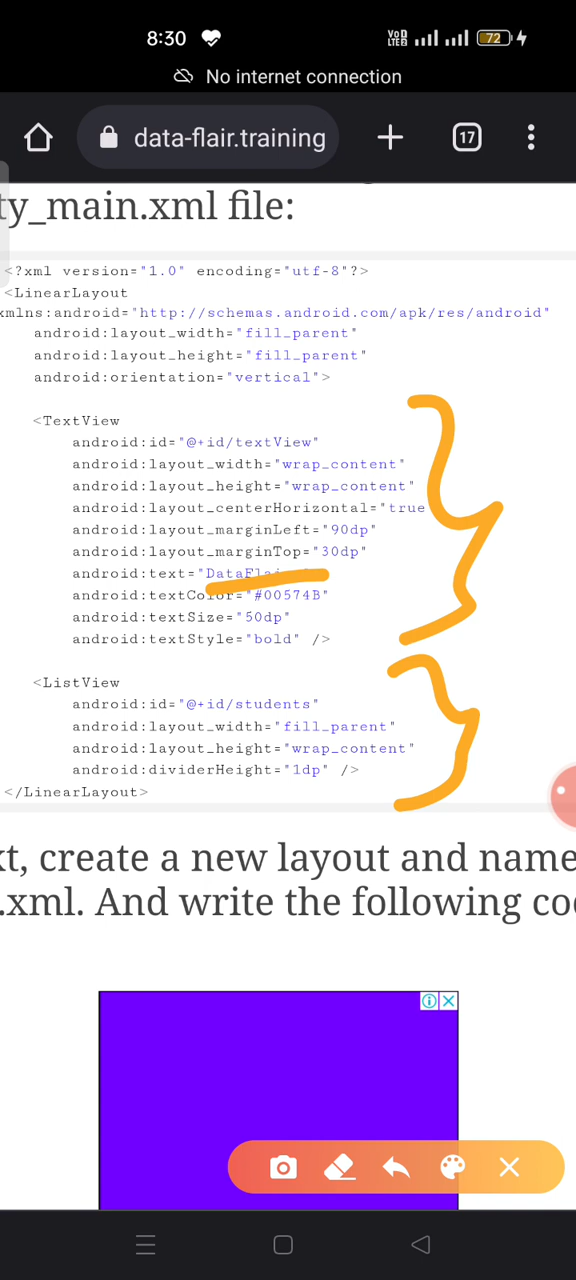 8:30 VoD LTE2 72
No internet connection
data-flair.training 17
ty_main.xml file:
<?xml version="1.0" encoding="utf-8"?>
<LinearLayout
xmlns:android="http://schemas.android.com/apk/res/android"
android:layout_width="fill_parent"
android:layout_height="fill_parent"
android:orientation="vertical">
<TextView
android:id="@+id/textView"
android:layout_width="wrap_content"
android:layout_height="wrap_content"
android:layout_centerHorizontal="true
android:layout_marginLeft="90dp"
android:layout_marginTop="30dp"
android:text="
android:textColor="#00574B"
android:textSize="50dp"
android:textStyle="bold" />
<ListView
android:id="@+id/students"
android:layout_width="fill_parent"
android:layout_height="wrap_content"
android:dividerHeight="1dp" />
</LinearLayout>
xt, create a new layout and name
.xml. And write the following co